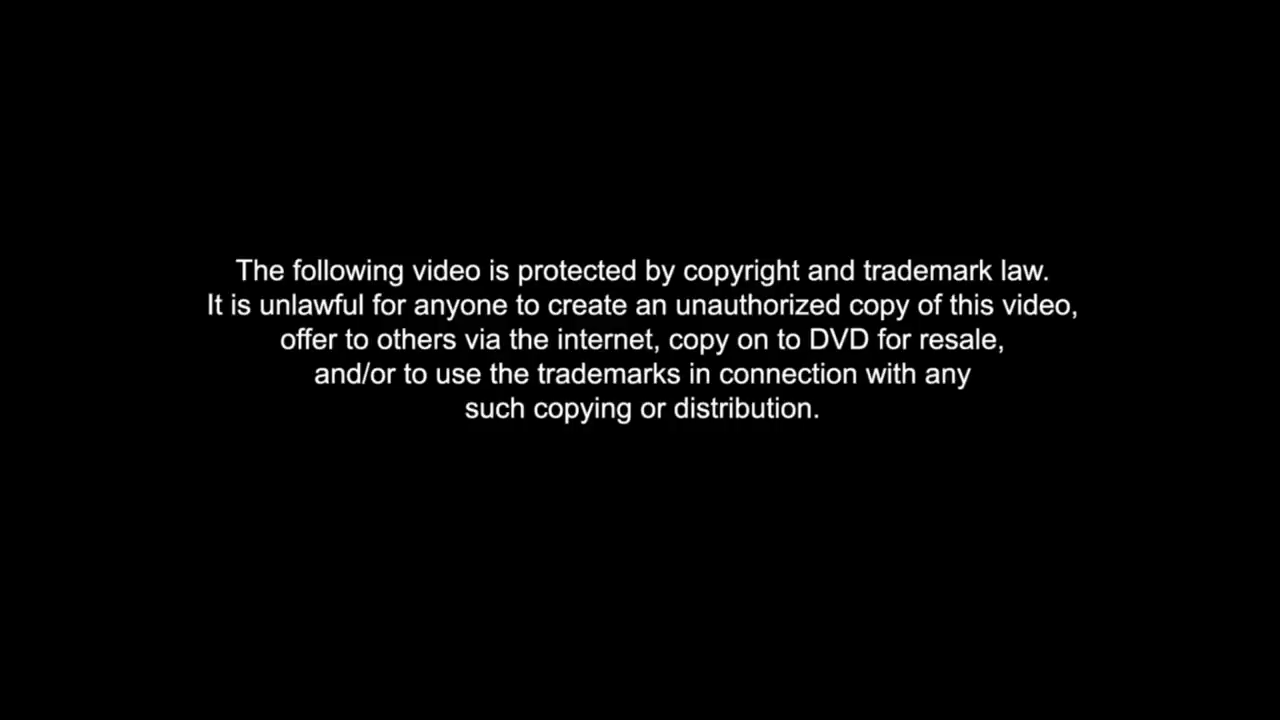 The following video is protected by copyright and trademark law.
It is unlawful for anyone to create an unauthorized copy of this video,
offer to others via the internet, copy on to DVD for resale,
and/or to use the trademarks in connection with any
such copying or distribution.